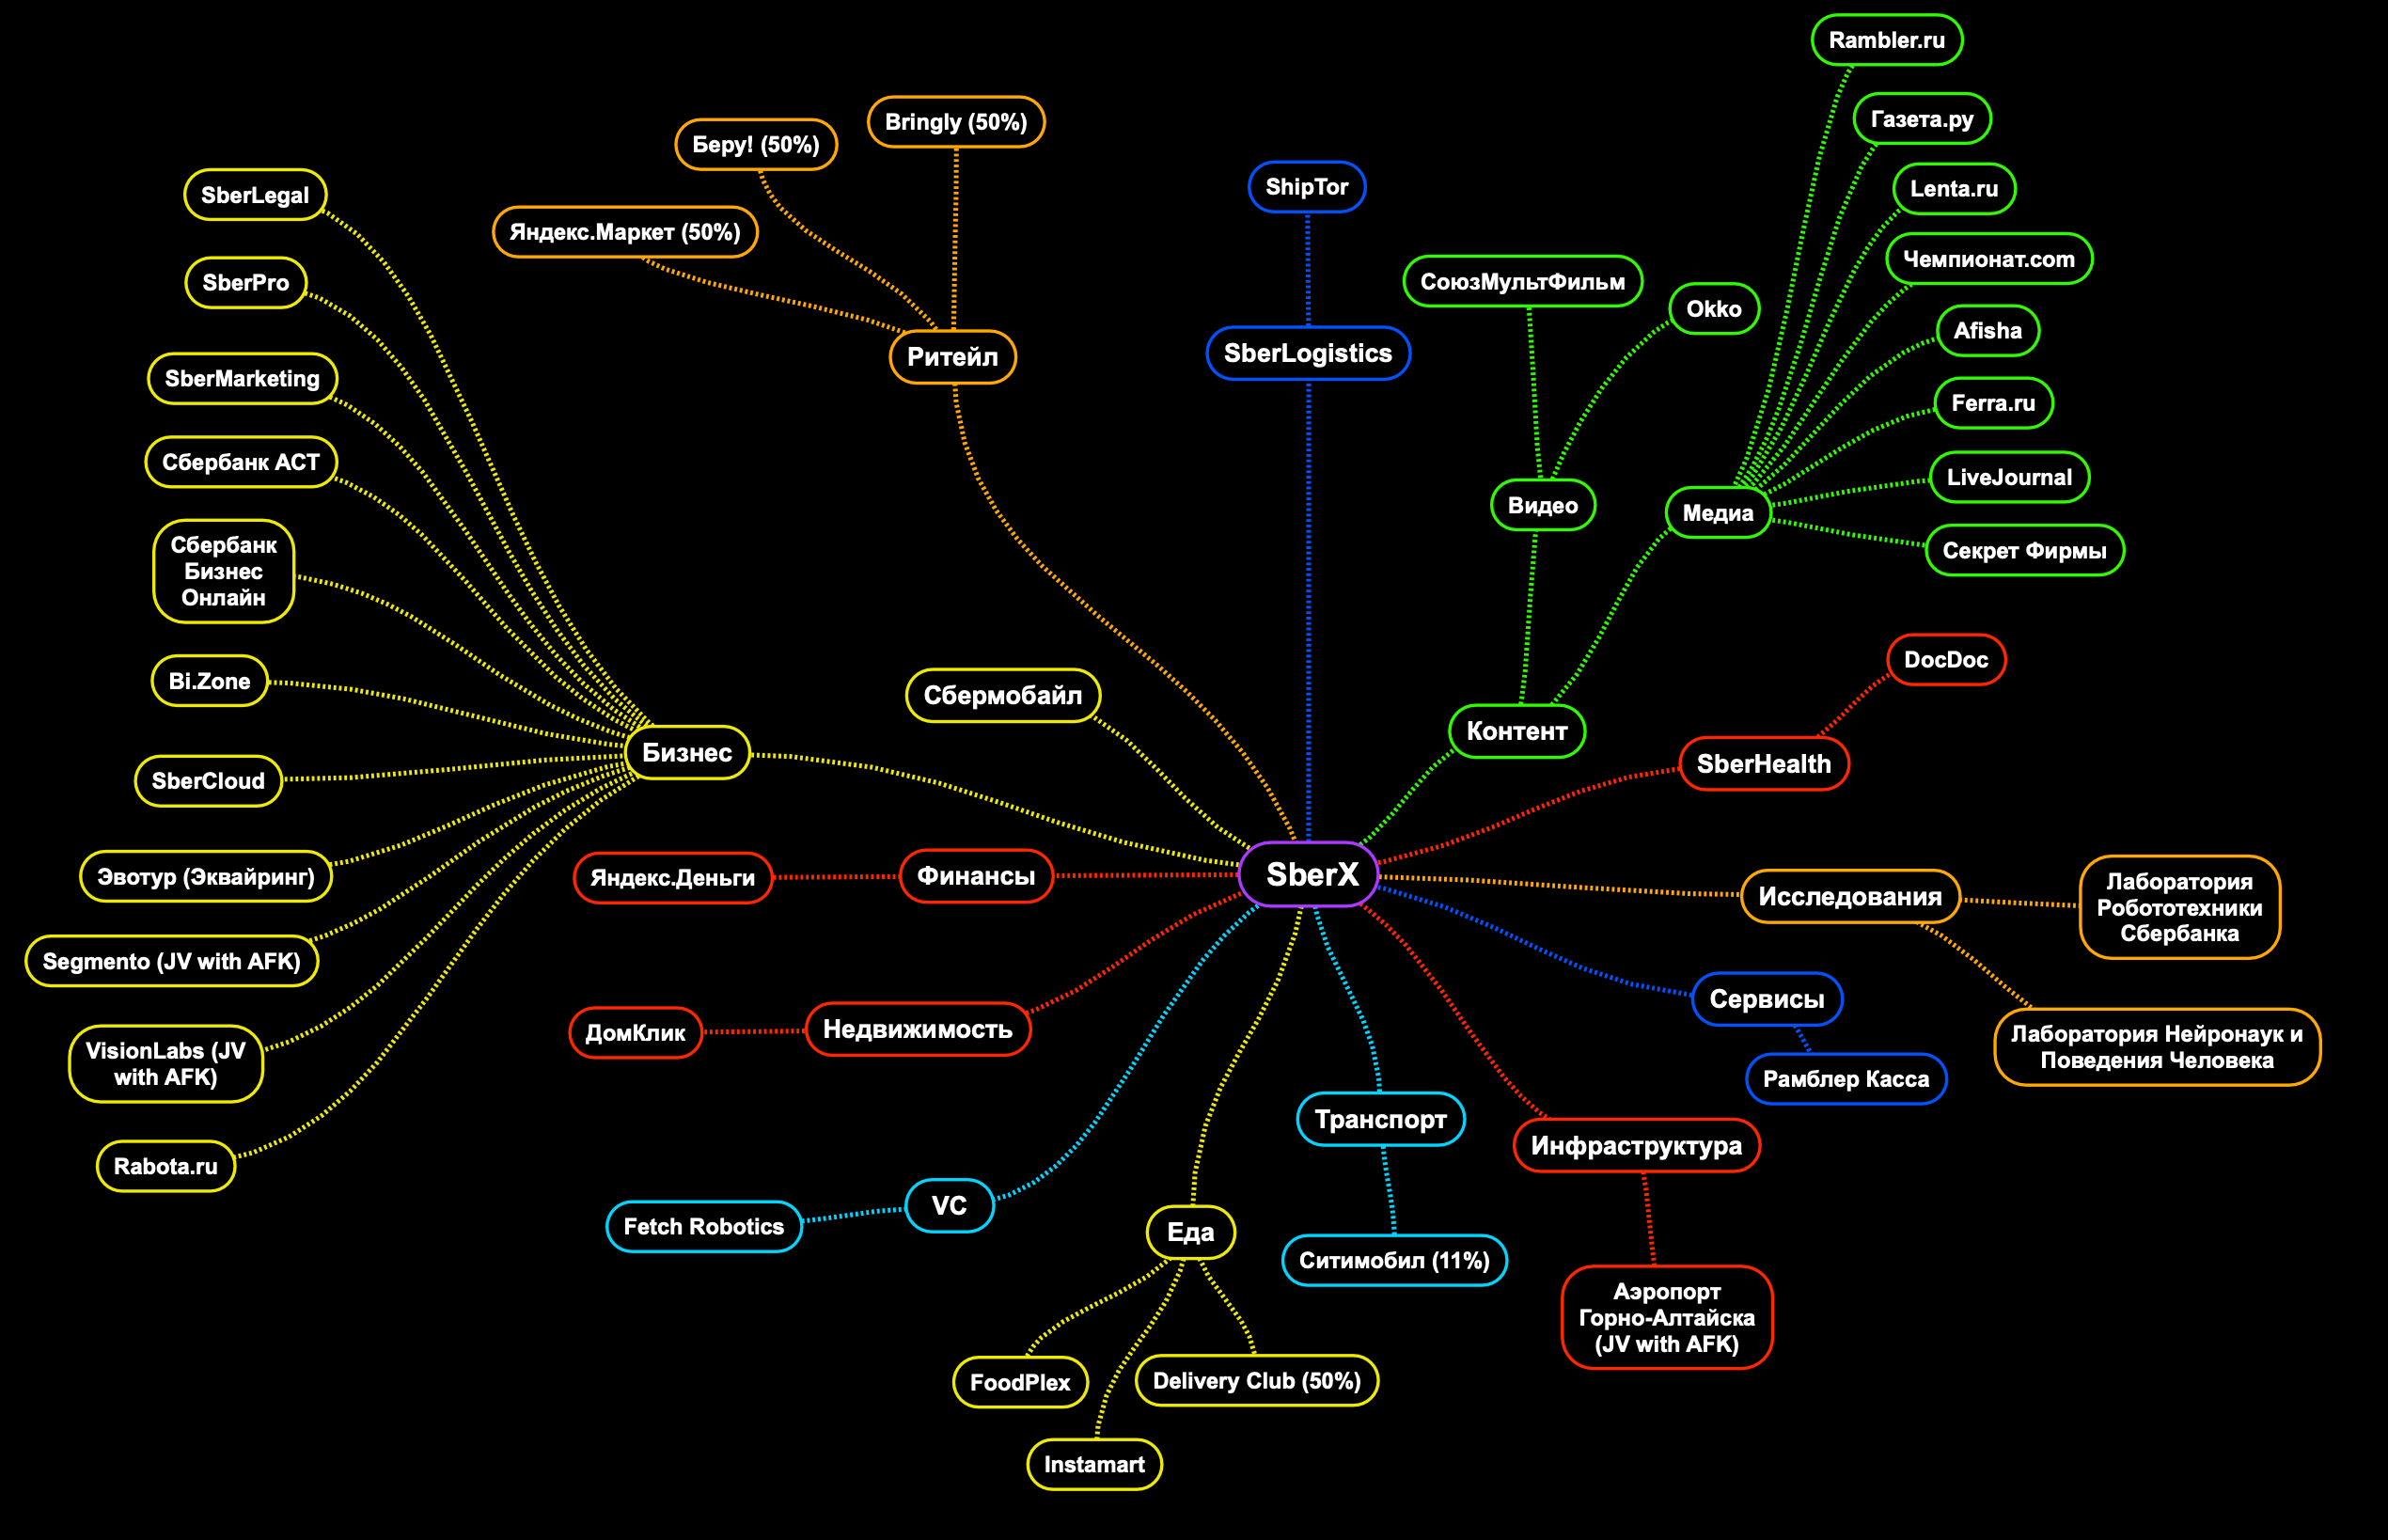 Rambler.ru
Газета.ру
Lenta.ru
Чемпионат.com
Afisha
Ferra.ru
LiveJournal
Секрет Фирмы
Bringly (50%)
Беру! (50%)
Яндекс.Маркет (50%)
Ритейл
ShipTor
SberLogistics
СоюзМультФильм
Okko
Видео
Медиа
Контент
SberLegal
SberPro
SberMarketing
Сбербанк АСТ
Сбербанк
Бизнес
Онлайн
Bi.Zone
SberCloud
Эвотур (Эквайринг)
Segmento (JV with AFK)
VisionLabs (JV
with AFK)
Rabota.ru
Бизнес
Сбермобайл
DocDoc
SberHealth
SberX
Яндекс.Деньги
Финансы
Исследования
Лаборатория
Робототехники
Сбербанка
Лаборатория Нейронаук и
Поведения Человека
Сервисы
Рамблер Касса
ДомКлик
Недвижимость
Транспорт
Ситимобил (11%)
Инфраструктура
Аэропорт
Горно-Алтайска
(JV with AFK)
VC
Fetch Robotics
Еда
FoodPlex
Delivery Club (50%)
Instamart